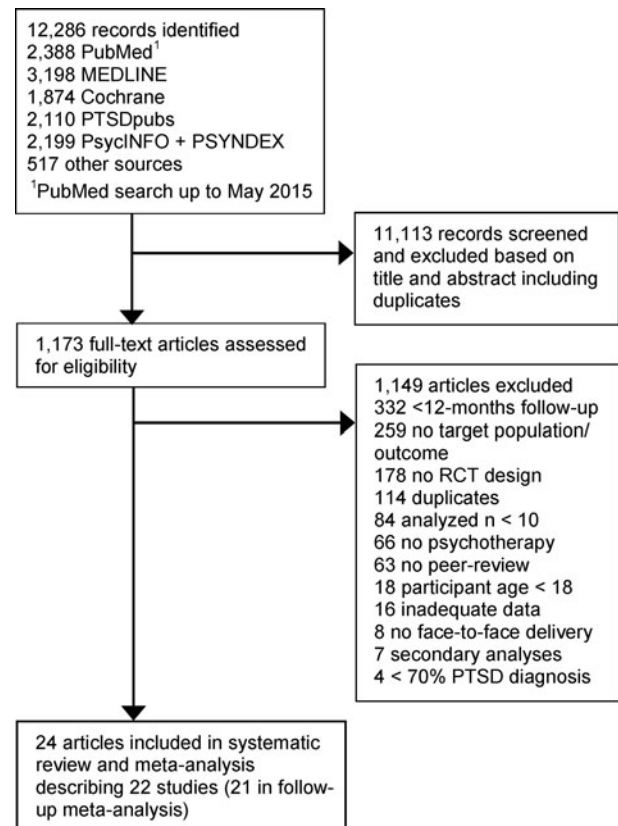 12,286 records identified
2,388 PubMed¹
3,198 MEDLINE
1,874 Cochrane
2,110 PTSDpubs
2,199 PsycINFO + PSYNDEX
517 other sources
¹PubMed search up to May 2015
11,113 records screened
and excluded based on
title and abstract including
duplicates
1,173 full-text articles assessed
for eligibility
1,149 articles excluded
332 <12-months follow-up
259 no target population/
outcome
178 no RCT design
114 duplicates
84 analyzed n < 10
66 no psychotherapy
63 no peer-review
18 participant age < 18
16 inadequate data
8 no face-to-face delivery
7 secondary analyses
4 < 70% PTSD diagnosis
24 articles included in systematic
review and meta-analysis
describing 22 studies (21 in follow-
up meta-analysis)